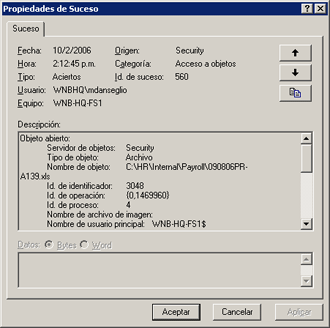 Propiedades de Suceso
Suceso
Fecha: 10/2/2006 Origen: Security
Hora: 2:12:45 p.m. Categoría: Acceso a objetos
Tipo: Aciertos Id. de suceso: 560
Usuario: WNBHQ\mdanseglio
Equipo: WNB-HQ-FS1
Descripción:
Objeto abierto:
Servidor de objetos: Security
Tipo de objeto: Archivo
Nombre de objeto: C:\HR\Internal\Payroll\090806PR-
A139.xls
Id. de identificador: 3048
Id. de operación: {0,1469960}
Id. de proceso: 4
Nombre de archivo de imagen:
Nombre de usuario principal: WNB-HQ-FS1$
Datos: Bytes Word
Aceptar Cancelar Aplicar